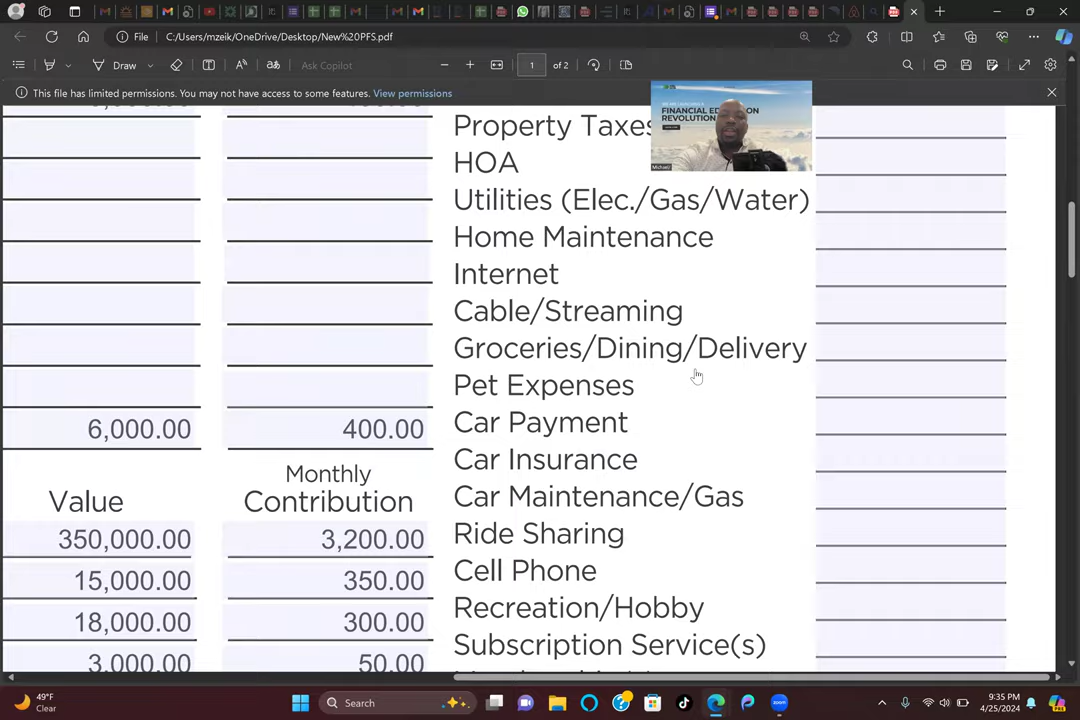 File
C:/Users/mzeik/OneDrive/Desktop/New%20PFS.pdf
Draw
Ask Copilot
1
of 2
This file has limited permissions. You may not have access to some features. View permissions
FINANCIAL
REVOLUTION
Property Taxes
HOA
Utilities (Elec./Gas/Water)
Home Maintenance
Internet
Cable/Streaming
Groceries/Dining/Delivery
Pet Expenses
6,000.00 400.00 Car Payment
Monthly
Car Insurance
Value Contribution Car Maintenance/Gas
350,000.00 3,200.00 Ride Sharing
15,000.00 350.00 Cell Phone
18,000.00 300.00 Recreation/Hobby
3,000.00 50.00 Subscription Service(s)
49°F
Clear
Search
9:35 PM
4/25/2024